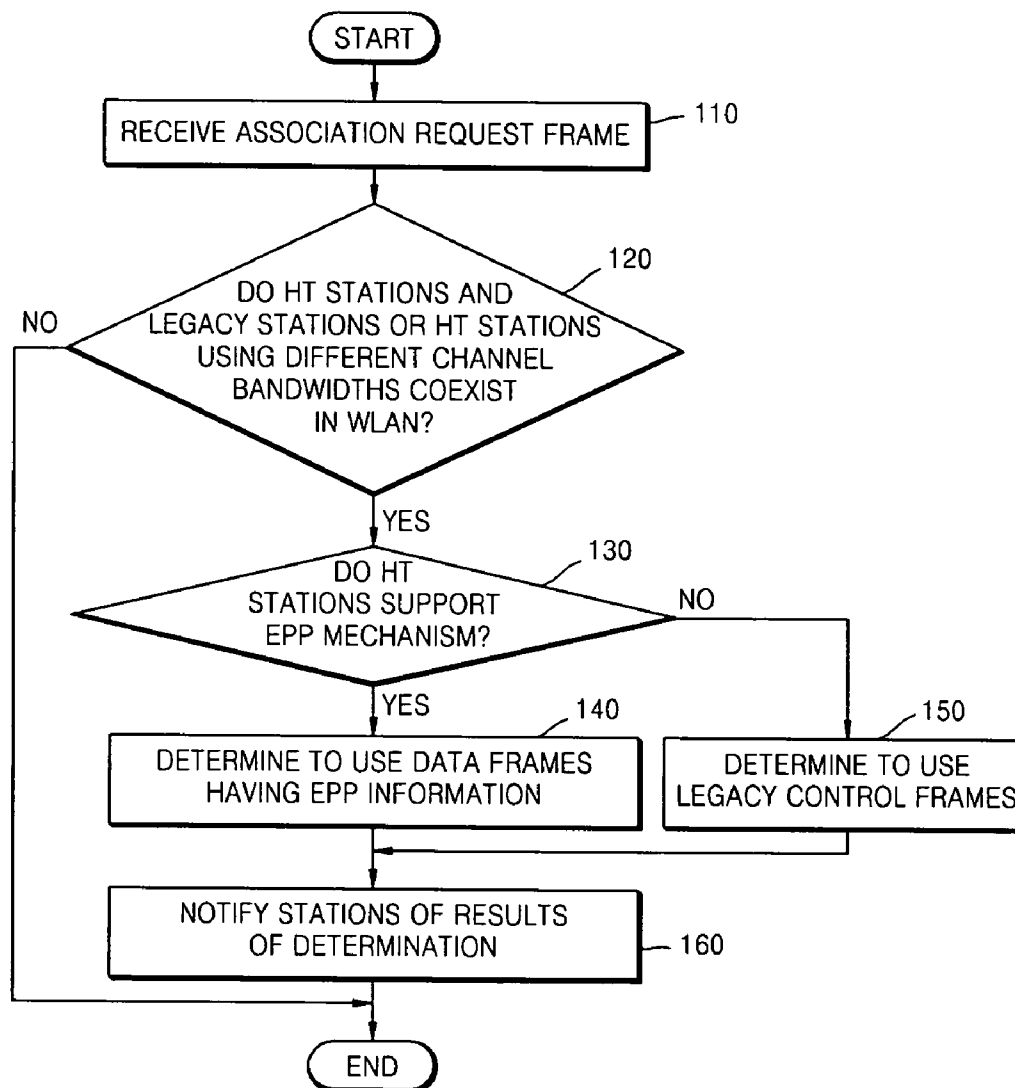 START
RECEIVE ASSOCIATION REQUEST FRAME
110
120
DO HT STATIONS AND
LEGACY STATIONS OR HT STATIONS
USING DIFFERENT CHANNEL
BANDWIDTHS COEXIST
IN WLAN?
NO
YES
130
DO HT
STATIONS SUPPORT
EPP MECHANISM?
NO
YES
140
DETERMINE TO USE DATA FRAMES
HAVING EPP INFORMATION
150
DETERMINE TO USE
LEGACY CONTROL FRAMES
NOTIFY STATIONS OF RESULTS
OF DETERMINATION
160
END